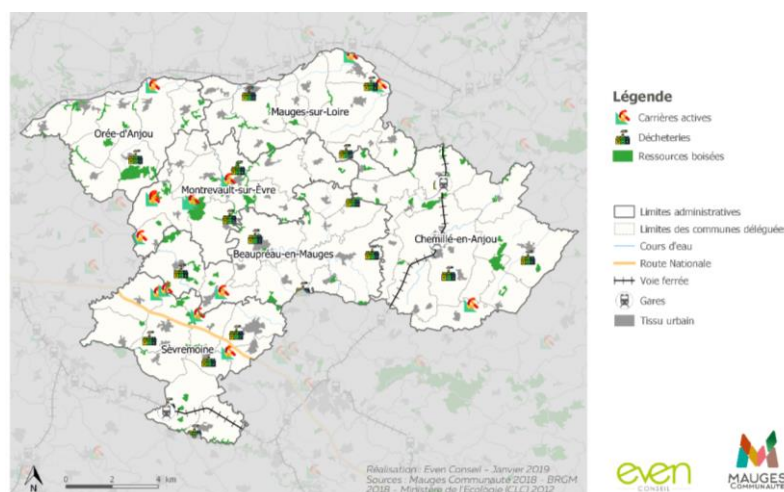 Mauges-sur-Loire
Orée-d'Anjou
Montrevault-sur-Èvre
Chemillé-en-Anjou
Beaupréau-en-Mauges
Sèvremoine
N
0 2 4 km
Réalisation : Even Conseil - Janvier 2019
Sources : Mauges Communauté 2018 - BRGM
2018 - Ministère de l'Ecologie (CLC) 2012
Légende
Carrières actives
Décheteries
Ressources boisées
Limites administratives
Limites des communes déléguée
Cours d'eau
Route Nationale
Voie ferrée
Gares
Tissu urbain
even
CONSEIL
MAUGES
COMMUNAUTÉ